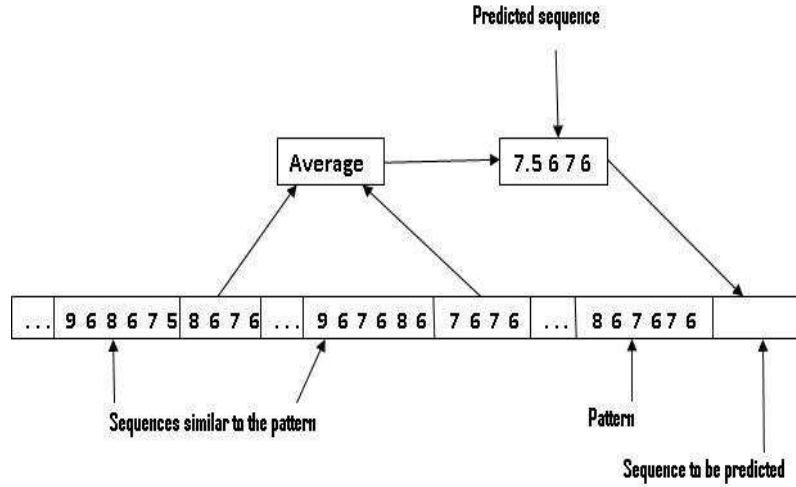 Predicted sequence
Average
7.5 6 7 6
... 9 6 8 6 7 5 8 6 7 6 ... 9 6 7 6 8 6 7 6 7 6 ... 8 6 7 6 7 6
Sequences similar to the pattern
Pattern
Sequence to be predicted